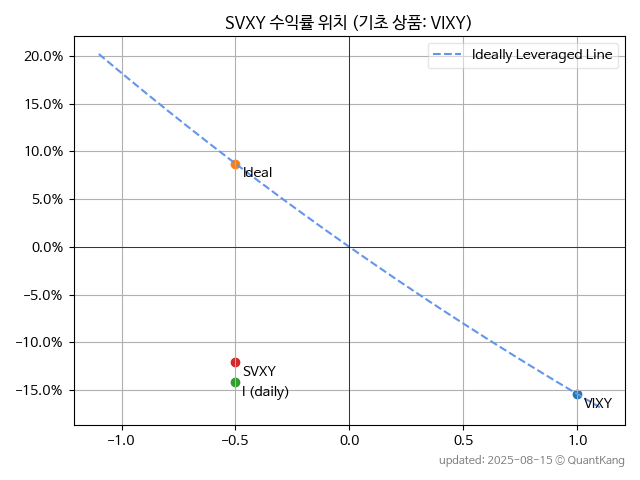 SVXY 수익률 위치 (기초 상품: VIXY)
Ideally Leveraged Line
20.0%
15.0%
10.0%
5.0%
0.0%
−5.0%
−10.0%
−15.0%
Ideal
SVXY
I (daily)
VIXY
−1.0
−0.5
0.0
0.5
1.0
updated: 2025-08-15 © QuantKang